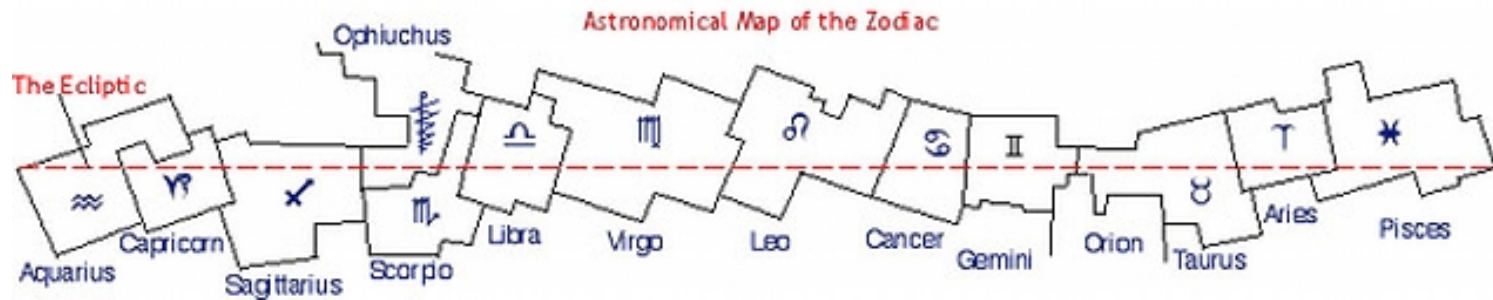 Astronomical Map of the Zodiac
Ophiuchus
The Ecliptic
♎ ♍ ♌ ♋ ♊ ♈ ♓
♒ ♑ ♐ ♏ ♉
Aquarius
Capricorn
Sagittarius
Scorpio
Libra
Virgo
Leo
Cancer
Gemini
Orion
Taurus
Aries
Pisces